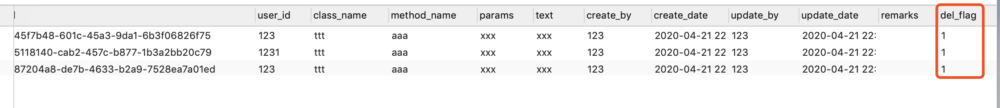 user_id class_name method_name params text create_by create_date update_by update_date remarks del_flag
45f7b48-601c-45a3-9da1-6b3f06826f75 123 ttt aaa xxx xxx 123 2020-04-21 22 123 2020-04-21 22: 1
5118140-cab2-457c-b877-1b3a2bb20c79 1231 ttt aaa xxx xxx 123 2020-04-21 22 123 2020-04-21 22: 1
87204a8-de7b-4633-b2a9-7528ea7a01ed 123 ttt aaa xxx xxx 123 2020-04-21 22 123 2020-04-21 22: 1